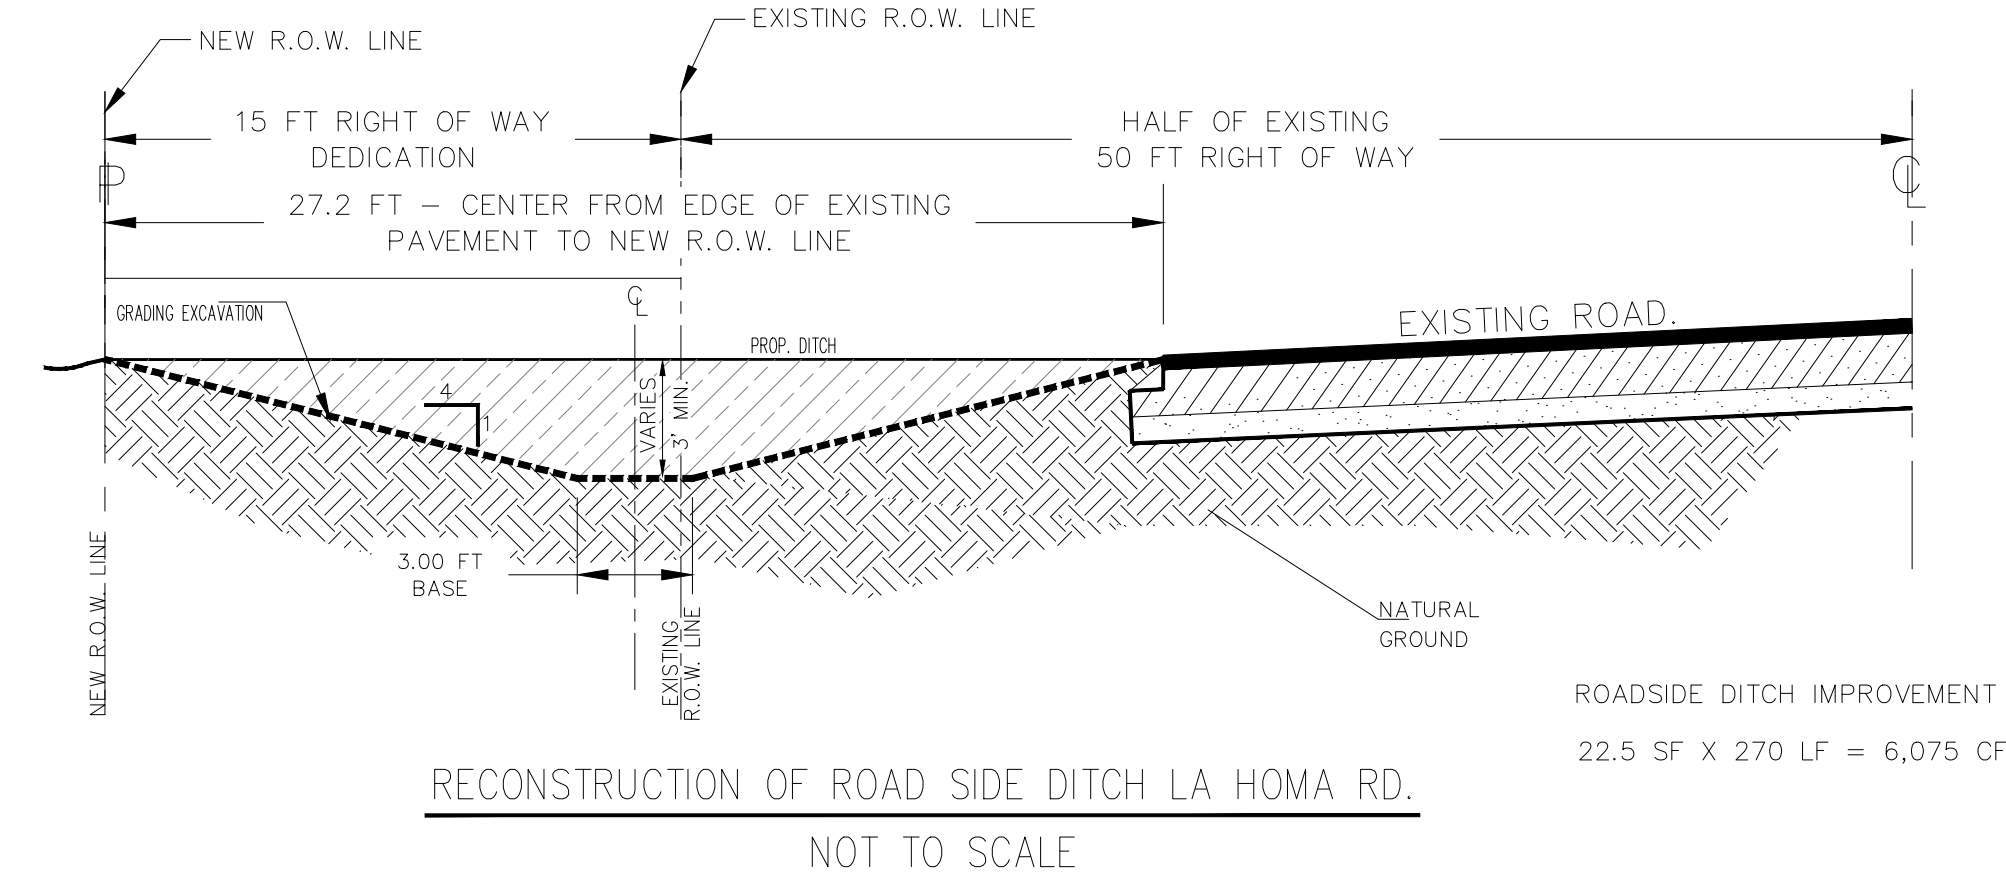 EXISTING R.O.W. LINE
NEW R.O.W. LINE
15 FT RIGHT OF WAY
DEDICATION
HALF OF EXISTING
50 FT RIGHT OF WAY
P
CL
27.2 FT – CENTER FROM EDGE OF EXISTING
PAVEMENT TO NEW R.O.W. LINE
CL
GRADING EXCAVATION
EXISTING ROAD.
PROP. DITCH
4
1
VARIES
3' MIN.
3.00 FT
BASE
NEW R.O.W. LINE
EXISTING
R.O.W. LINE
NATURAL
GROUND
ROADSIDE DITCH IMPROVEMENT
22.5 SF X 270 LF = 6,075 CF
RECONSTRUCTION OF ROAD SIDE DITCH LA HOMA RD.
NOT TO SCALE